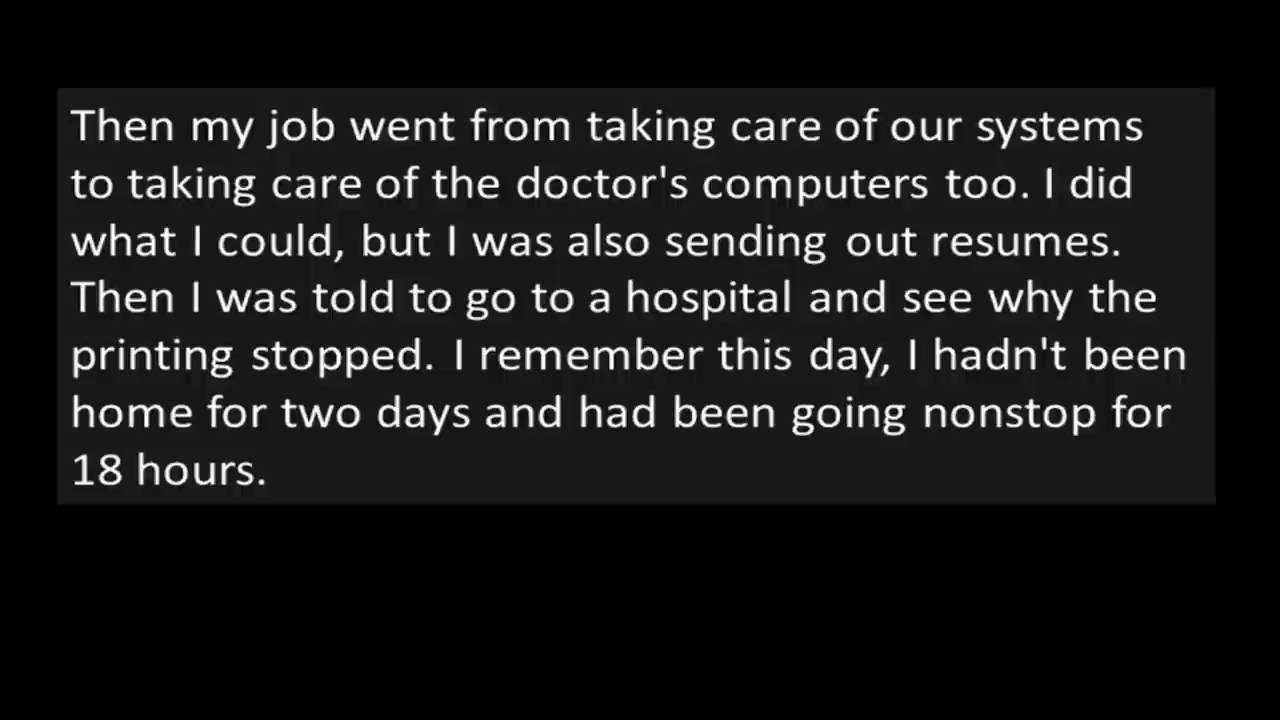 Then my job went from taking care of our systems
to taking care of the doctor's computers too. I did
what I could, but I was also sending out resumes.
Then I was told to go to a hospital and see why the
printing stopped. I remember this day, I hadn't been
home for two days and had been going nonstop for
18 hours.